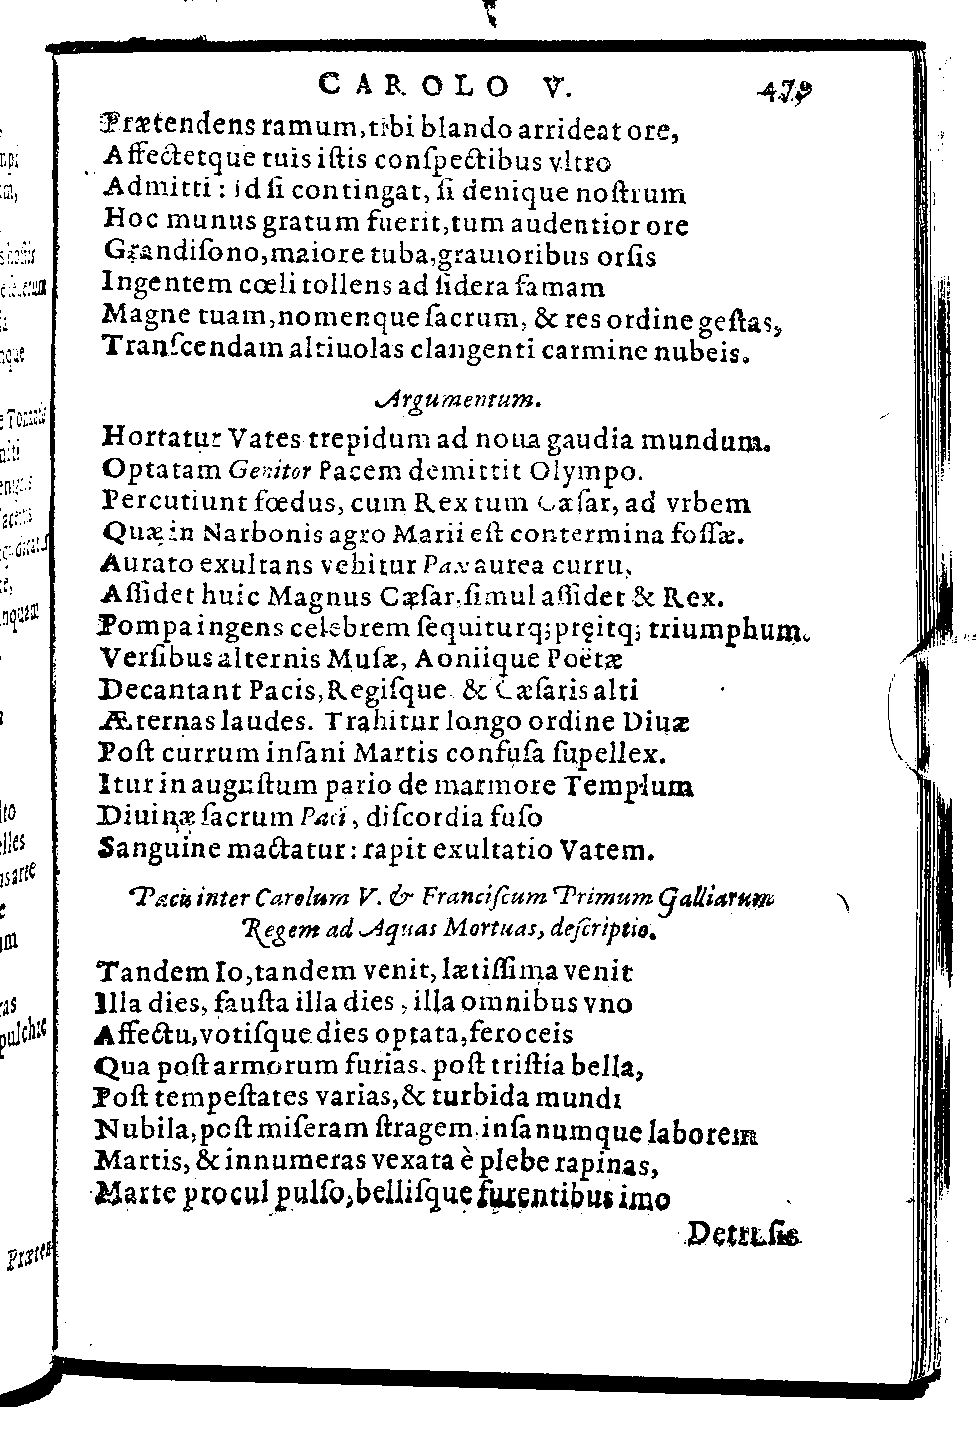 CAROLO V. 479
Prætendens ramum, tibi blando arrideat ore,
Affectetque tuis iſtis conſpectibus vltro
Admitti: id ſi contingat, ſi denique noſtrum
Hoc munus gratum fuerit, tum audentior ore
Grandiſono, maiore tuba, grauioribus orſis
Ingentem cœli tollens ad ſidera famam
Magne tuam, nomenque ſacrum, & res ordine geſtas,
Tranſcendam altiuolas clangenti carmine nubeis.
Argumentum.
Hortatur Vates trepidum ad noua gaudia mundum.
Optatam Genitor Pacem demittit Olympo.
Percutiunt fœdus, cum Rex tum Cæſar, ad vrbem
Quæ in Narbonis agro Marii eſt contermina foſſæ.
Aurato exultans vehitur Pax aurea curru,
Aſſidet huic Magnus Cæſar, ſimul aſſidet & Rex.
Pompa ingens celebrem ſequiturq; pręitq; triumphum.
Verſibus alternis Muſæ, Aoniique Poëtæ
Decantant Pacis, Regiſque & Cæſaris alti
Æternas laudes. Trahitur longo ordine Diuæ
Poſt currum inſani Martis confuſa ſupellex.
Itur in auguſtum pario de marmore Templum
Diuinæ ſacrum Paci, diſcordia fuſo
Sanguine mactatur: rapit exultatio Vatem.
Pacis inter Carolum V. & Franciſcum Primum Galliarum
Regem ad Aquas Mortuas, deſcriptio.
Tandem Io, tandem venit, lætiſſima venit
Illa dies, fauſta illa dies, illa omnibus vno
Affectu, votiſque dies optata, feroceis
Qua poſt armorum furias, poſt triſtia bella,
Poſt tempeſtates varias, & turbida mundi
Nubila, poſt miſeram ſtragem, inſanumque laborem
Martis, & innumeras vexata è plebe rapinas,
Marte procul pulſo, belliſque furentibus imo
Detruſis